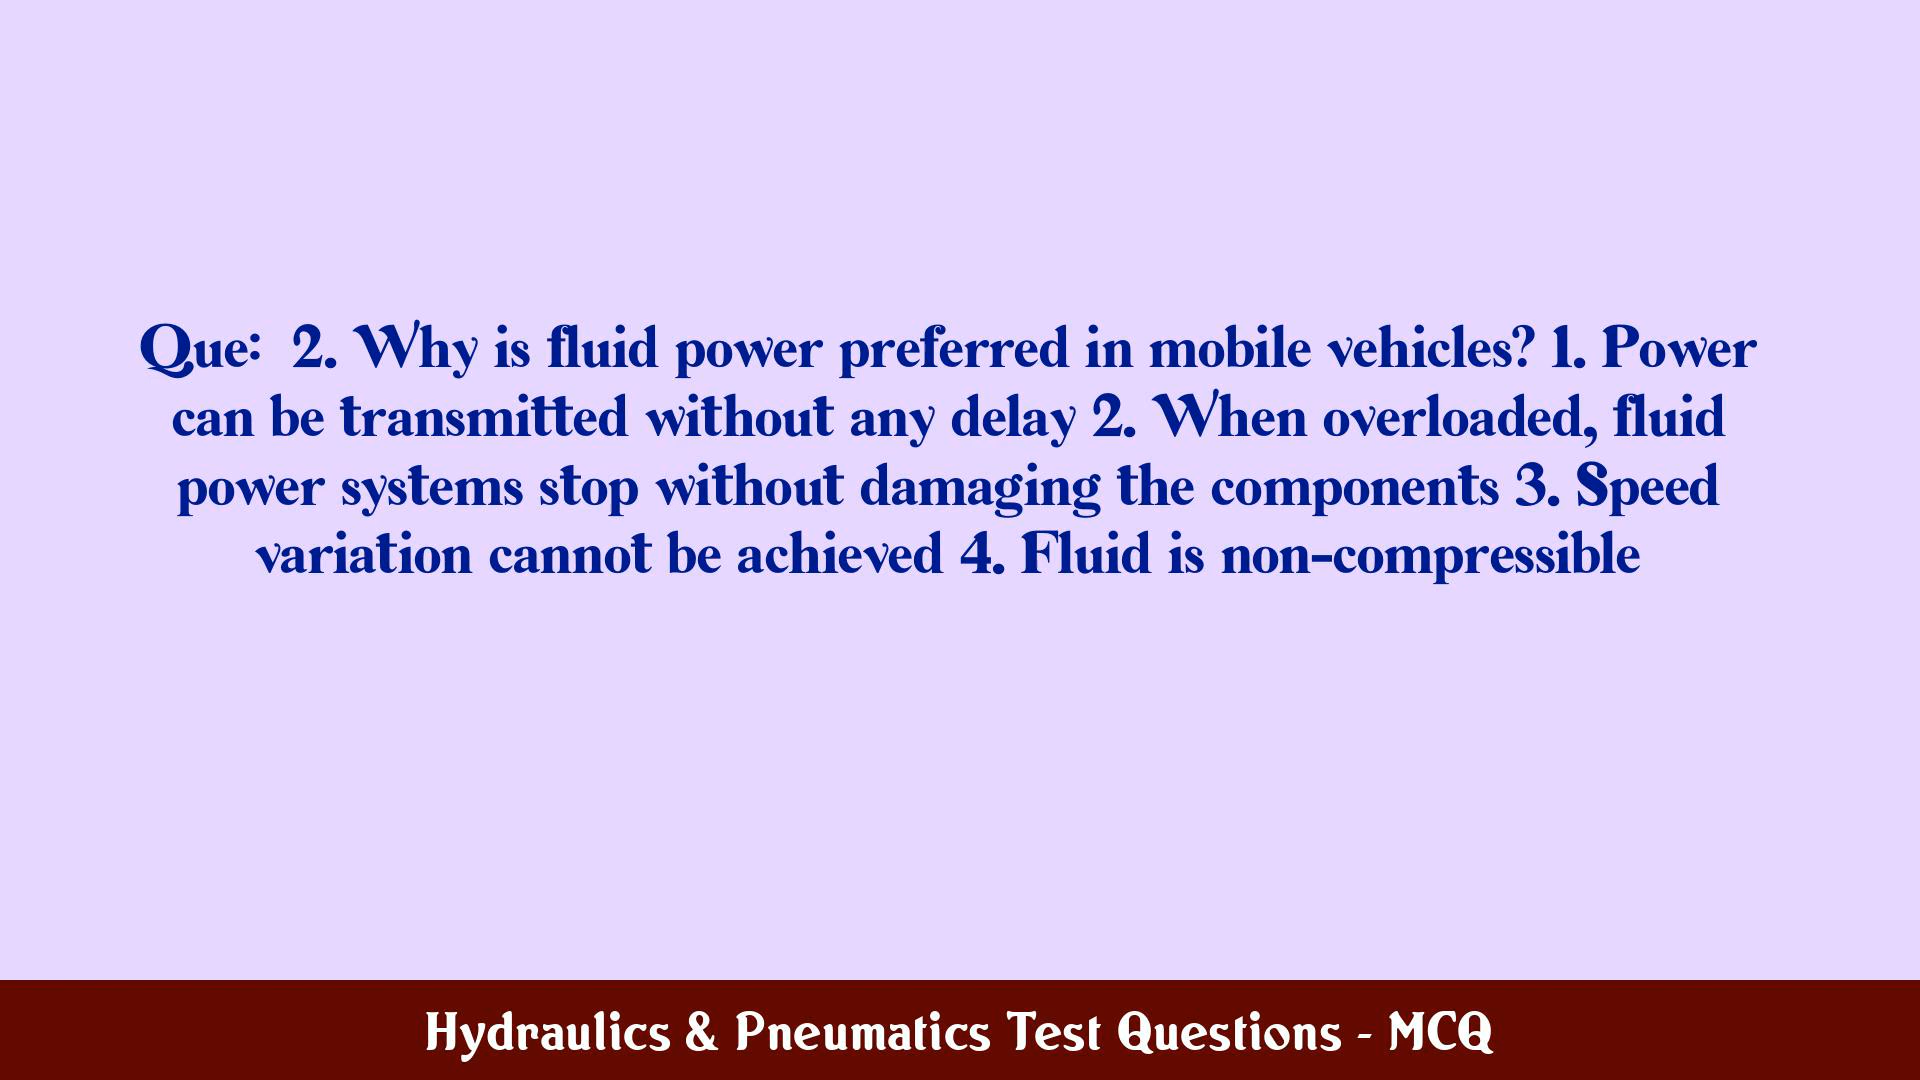 Que: 2. Why is fluid power preferred in mobile vehicles? 1. Power
can be transmitted without any delay 2. When overloaded, fluid
power systems stop without damaging the components 3. Speed
variation cannot be achieved 4. Fluid is non-compressible
Hydraulics & Pneumatics Test Questions - MCQ